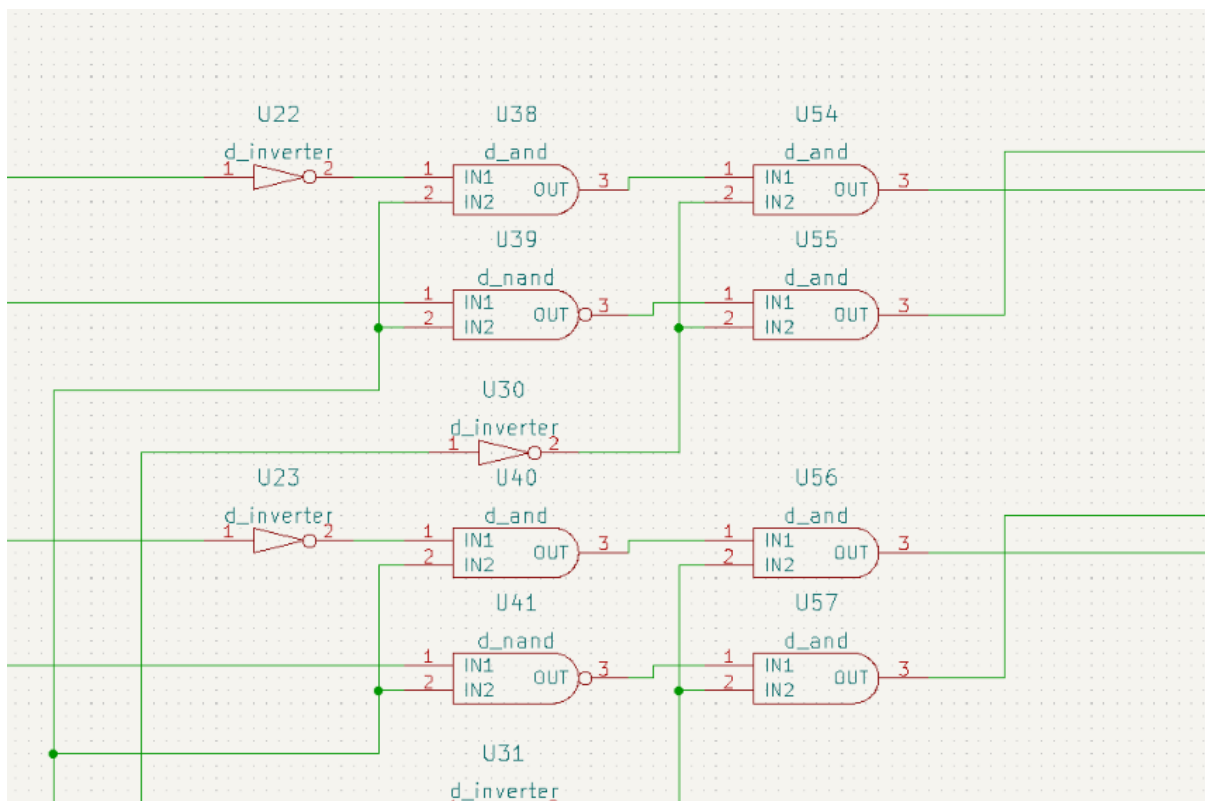 U22 U38 U54
d_inverter d_and d_and
1 2 1 IN1 OUT 3 1 IN1 OUT 3
2 IN2 2 IN2
U39 U55
d_nand d_and
1 IN1 OUT 3 1 IN1 OUT 3
2 IN2 2 IN2
U30
d_inverter
1 2
U23 U40 U56
d_inverter d_and d_and
1 2 1 IN1 OUT 3 1 IN1 OUT 3
2 IN2 2 IN2
U41 U57
d_nand d_and
1 IN1 OUT 3 1 IN1 OUT 3
2 IN2 2 IN2
U31
d_inverter